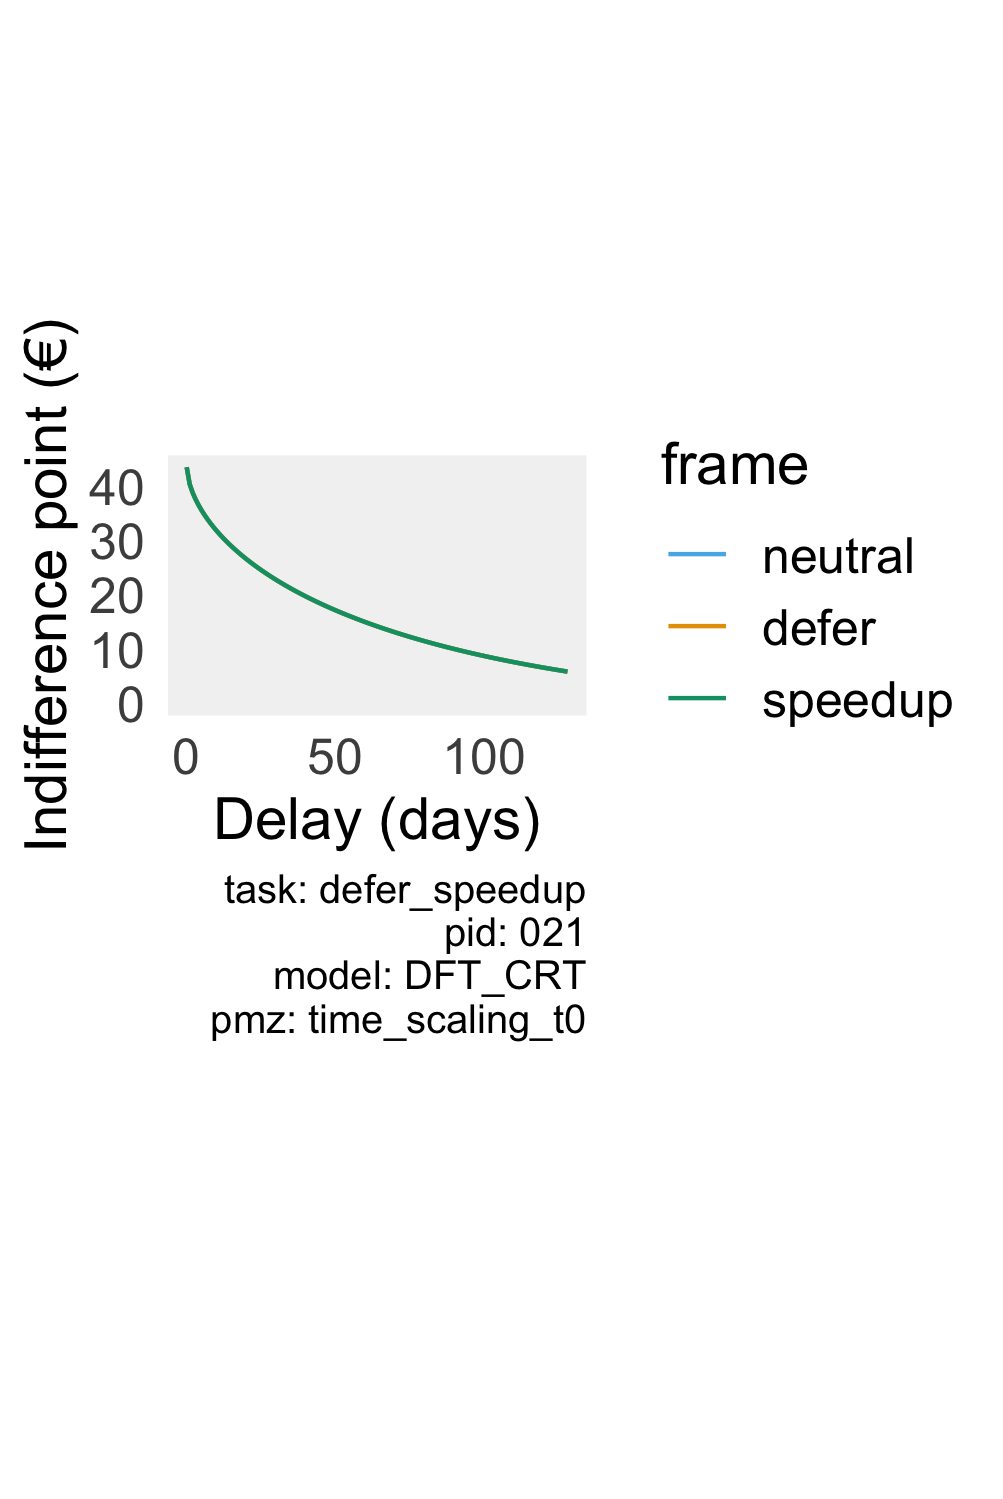 Indifference point (€)
40
30
20
10
0
0 50 100
Delay (days)
task: defer_speedup
pid: 021
model: DFT_CRT
pmz: time_scaling_t0
frame
neutral
defer
speedup